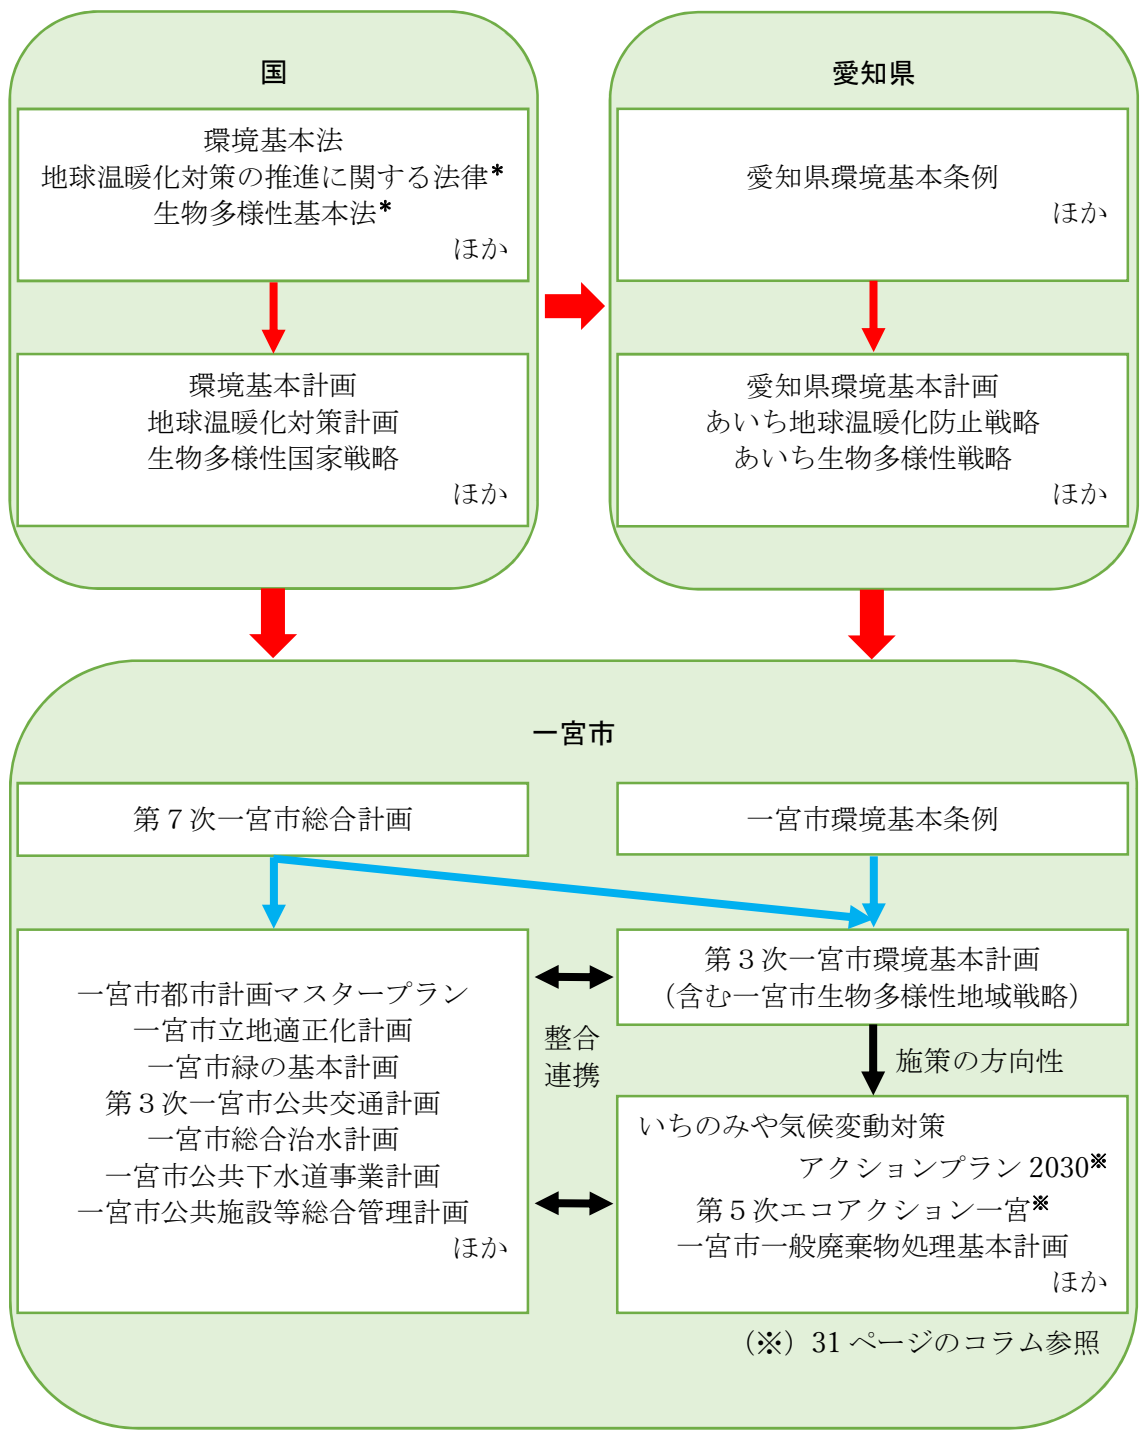 国
環境基本法
地球温暖化対策の推進に関する法律*
生物多様性基本法*
ほか
環境基本計画
地球温暖化対策計画
生物多様性国家戦略
ほか
愛知県
愛知県環境基本条例
ほか
愛知県環境基本計画
あいち地球温暖化防止戦略
あいち生物多様性戦略
ほか
一宮市
第７次一宮市総合計画
一宮市環境基本条例
一宮市都市計画マスタープラン
一宮市立地適正化計画
一宮市緑の基本計画
第３次一宮市公共交通計画
一宮市総合治水計画
一宮市公共下水道事業計画
一宮市公共施設等総合管理計画
ほか
整合
連携
第３次一宮市環境基本計画
（含む一宮市生物多様性地域戦略）
施策の方向性
いちのみや気候変動対策
アクションプラン 2030※
第５次エコアクション一宮※
一宮市一般廃棄物処理基本計画
ほか
（※）31 ページのコラム参照